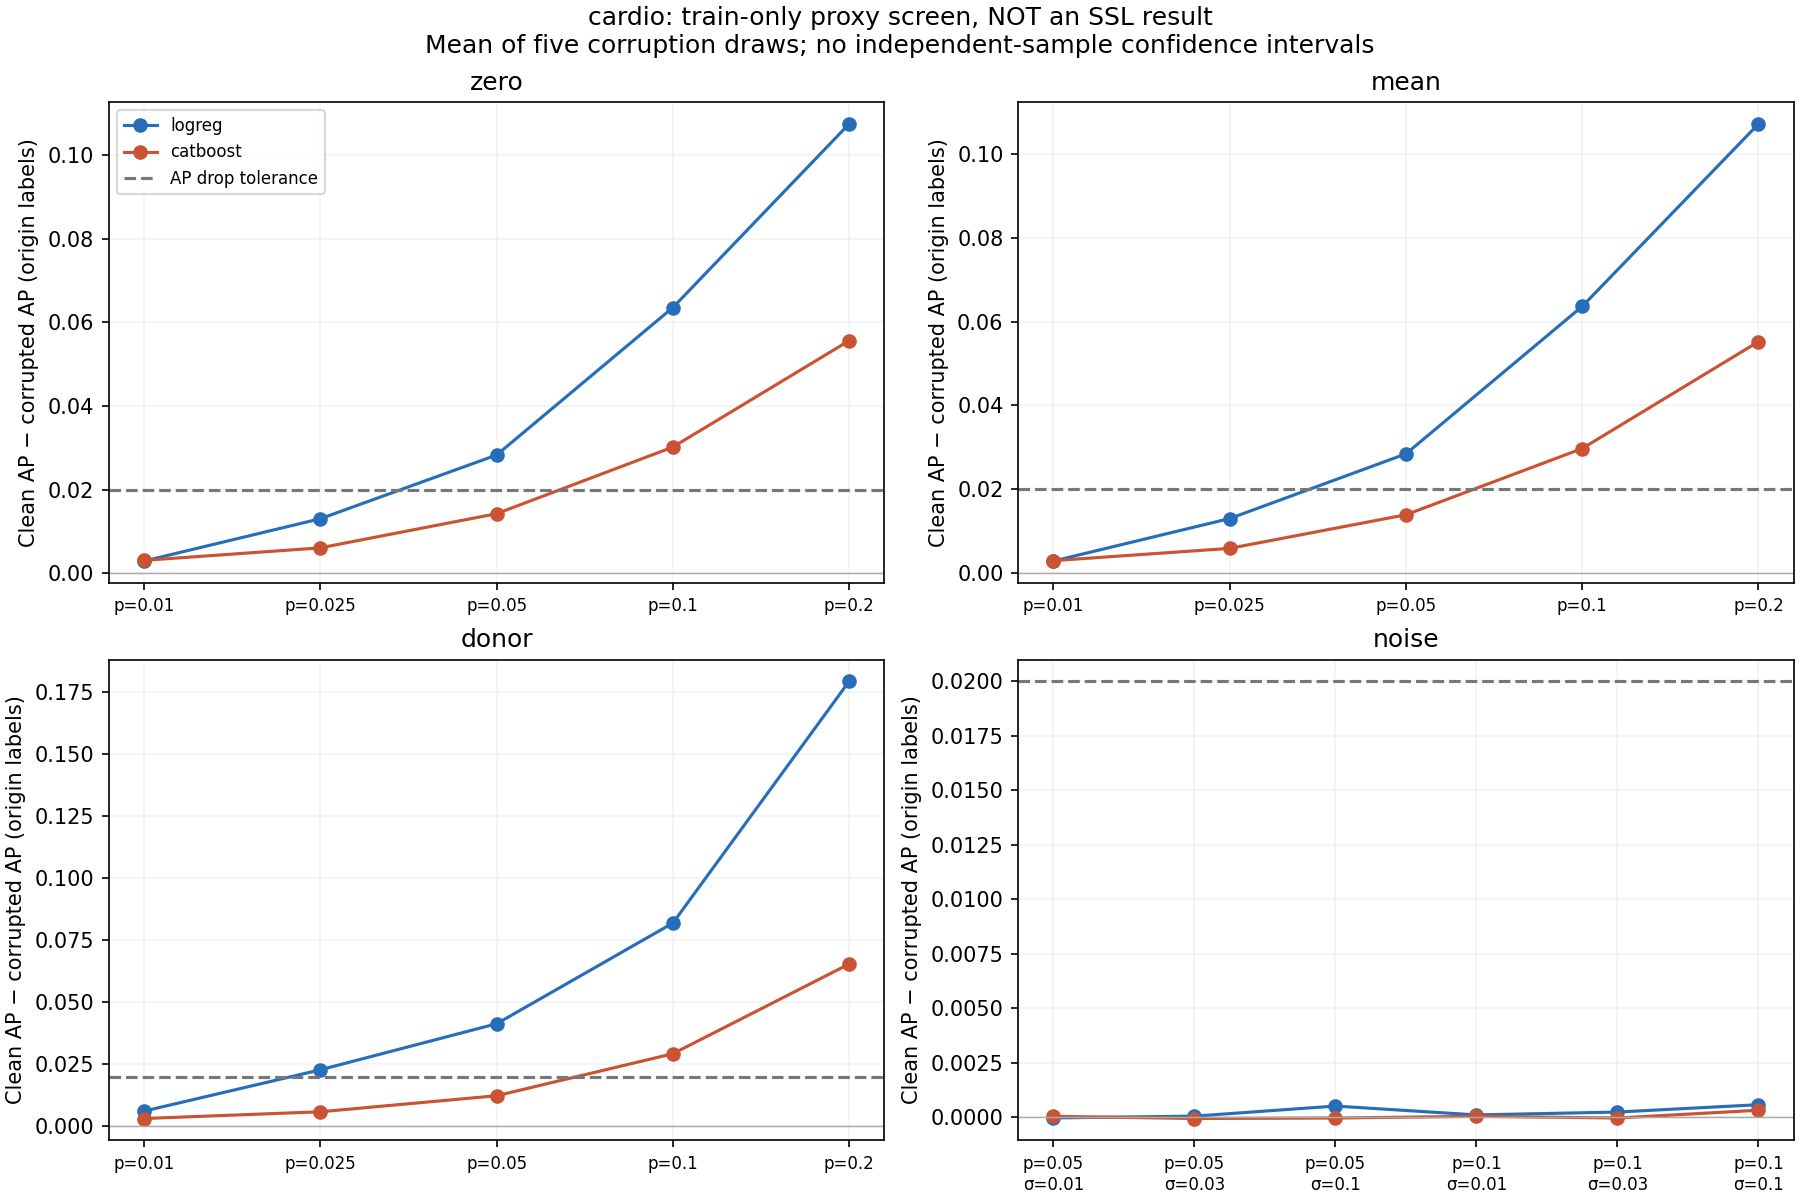 cardio: train-only proxy screen, NOT an SSL result
Mean of five corruption draws; no independent-sample confidence intervals
zero
Clean AP − corrupted AP (origin labels)
0.10
0.08
0.06
0.04
0.02
0.00
logreg
catboost
AP drop tolerance
p=0.01
p=0.025
p=0.05
p=0.1
p=0.2
mean
Clean AP − corrupted AP (origin labels)
0.10
0.08
0.06
0.04
0.02
0.00
p=0.01
p=0.025
p=0.05
p=0.1
p=0.2
donor
Clean AP − corrupted AP (origin labels)
0.175
0.150
0.125
0.100
0.075
0.050
0.025
0.000
p=0.01
p=0.025
p=0.05
p=0.1
p=0.2
noise
Clean AP − corrupted AP (origin labels)
0.0200
0.0175
0.0150
0.0125
0.0100
0.0075
0.0050
0.0025
0.0000
p=0.05
σ=0.01
p=0.05
σ=0.03
p=0.05
σ=0.1
p=0.1
σ=0.01
p=0.1
σ=0.03
p=0.1
σ=0.1